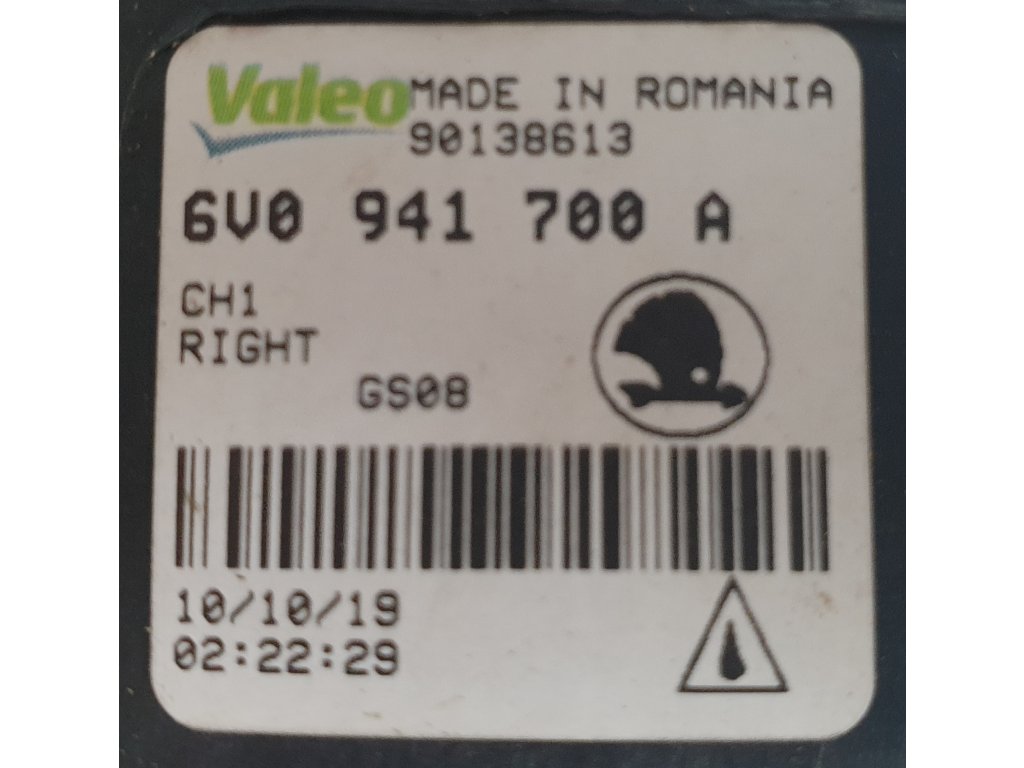 Valeo MADE IN ROMANIA
90138613
6V0 941 700 A
CH1
RIGHT
GS08
10/10/19
02:22:29